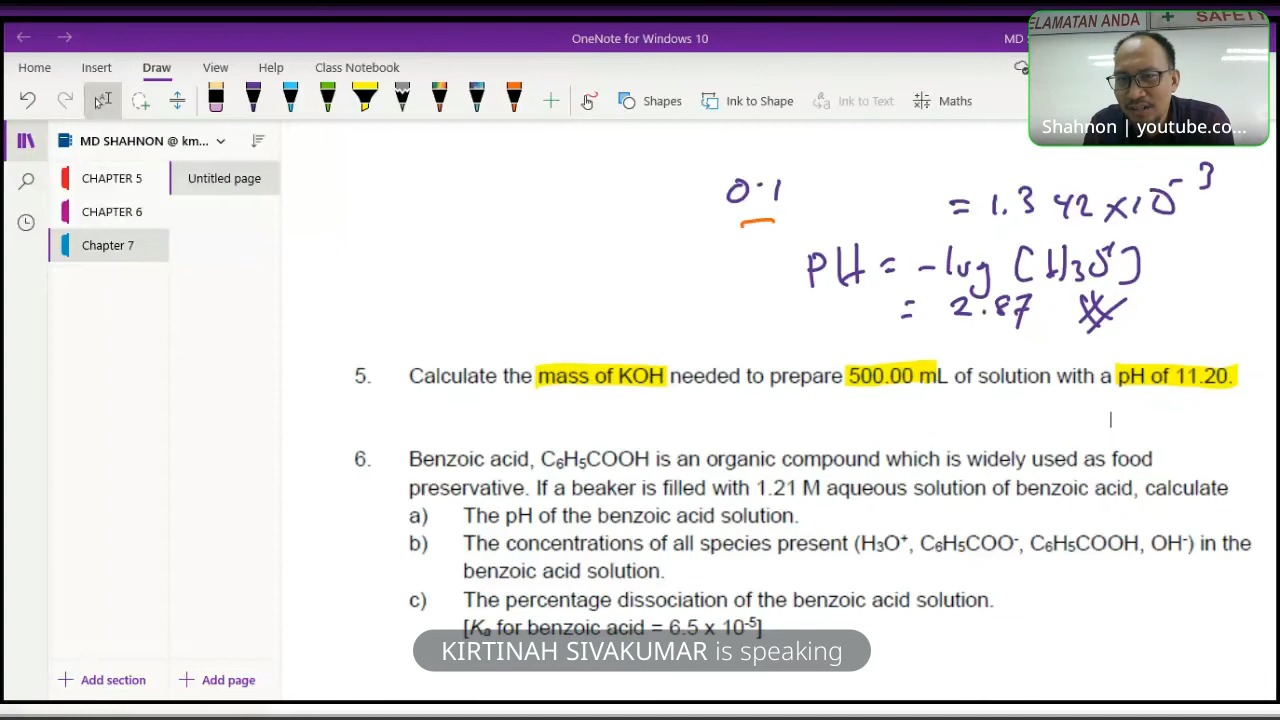 OneNote for Windows 10
MD S
ELAMATAN ANDA + SAFETY
Home Insert Draw View Help Class Notebook
Shapes Ink to Shape Ink to Text Maths
Shahnon | youtube.co...
MD SHAHNON @ km...
CHAPTER 5
Untitled page
CHAPTER 6
Chapter 7
0.1
= 1.342 x 10⁻³
pH = -log [H₃O⁺]
= 2.87
5. Calculate the mass of KOH needed to prepare 500.00 mL of solution with a pH of 11.20.
6. Benzoic acid, C₆H₅COOH is an organic compound which is widely used as food
preservative. If a beaker is filled with 1.21 M aqueous solution of benzoic acid, calculate
a) The pH of the benzoic acid solution.
b) The concentrations of all species present (H₃O⁺, C₆H₅COO⁻, C₆H₅COOH, OH⁻) in the
benzoic acid solution.
c) The percentage dissociation of the benzoic acid solution.
[Kₐ for benzoic acid = 6.5 x 10⁻⁵]
KIRTINAH SIVAKUMAR is speaking
+ Add section + Add page